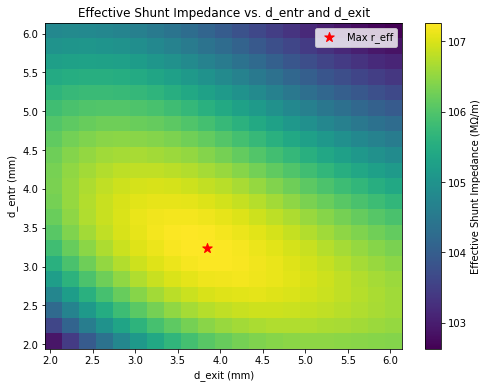 Effective Shunt Impedance vs. d_entr and d_exit
Max r_eff
6.0
5.5
5.0
4.5
4.0
3.5
3.0
2.5
2.0
d_entr (mm)
2.0 2.5 3.0 3.5 4.0 4.5 5.0 5.5 6.0
d_exit (mm)
107
106
105
104
103
Effective Shunt Impedance (MΩ/m)